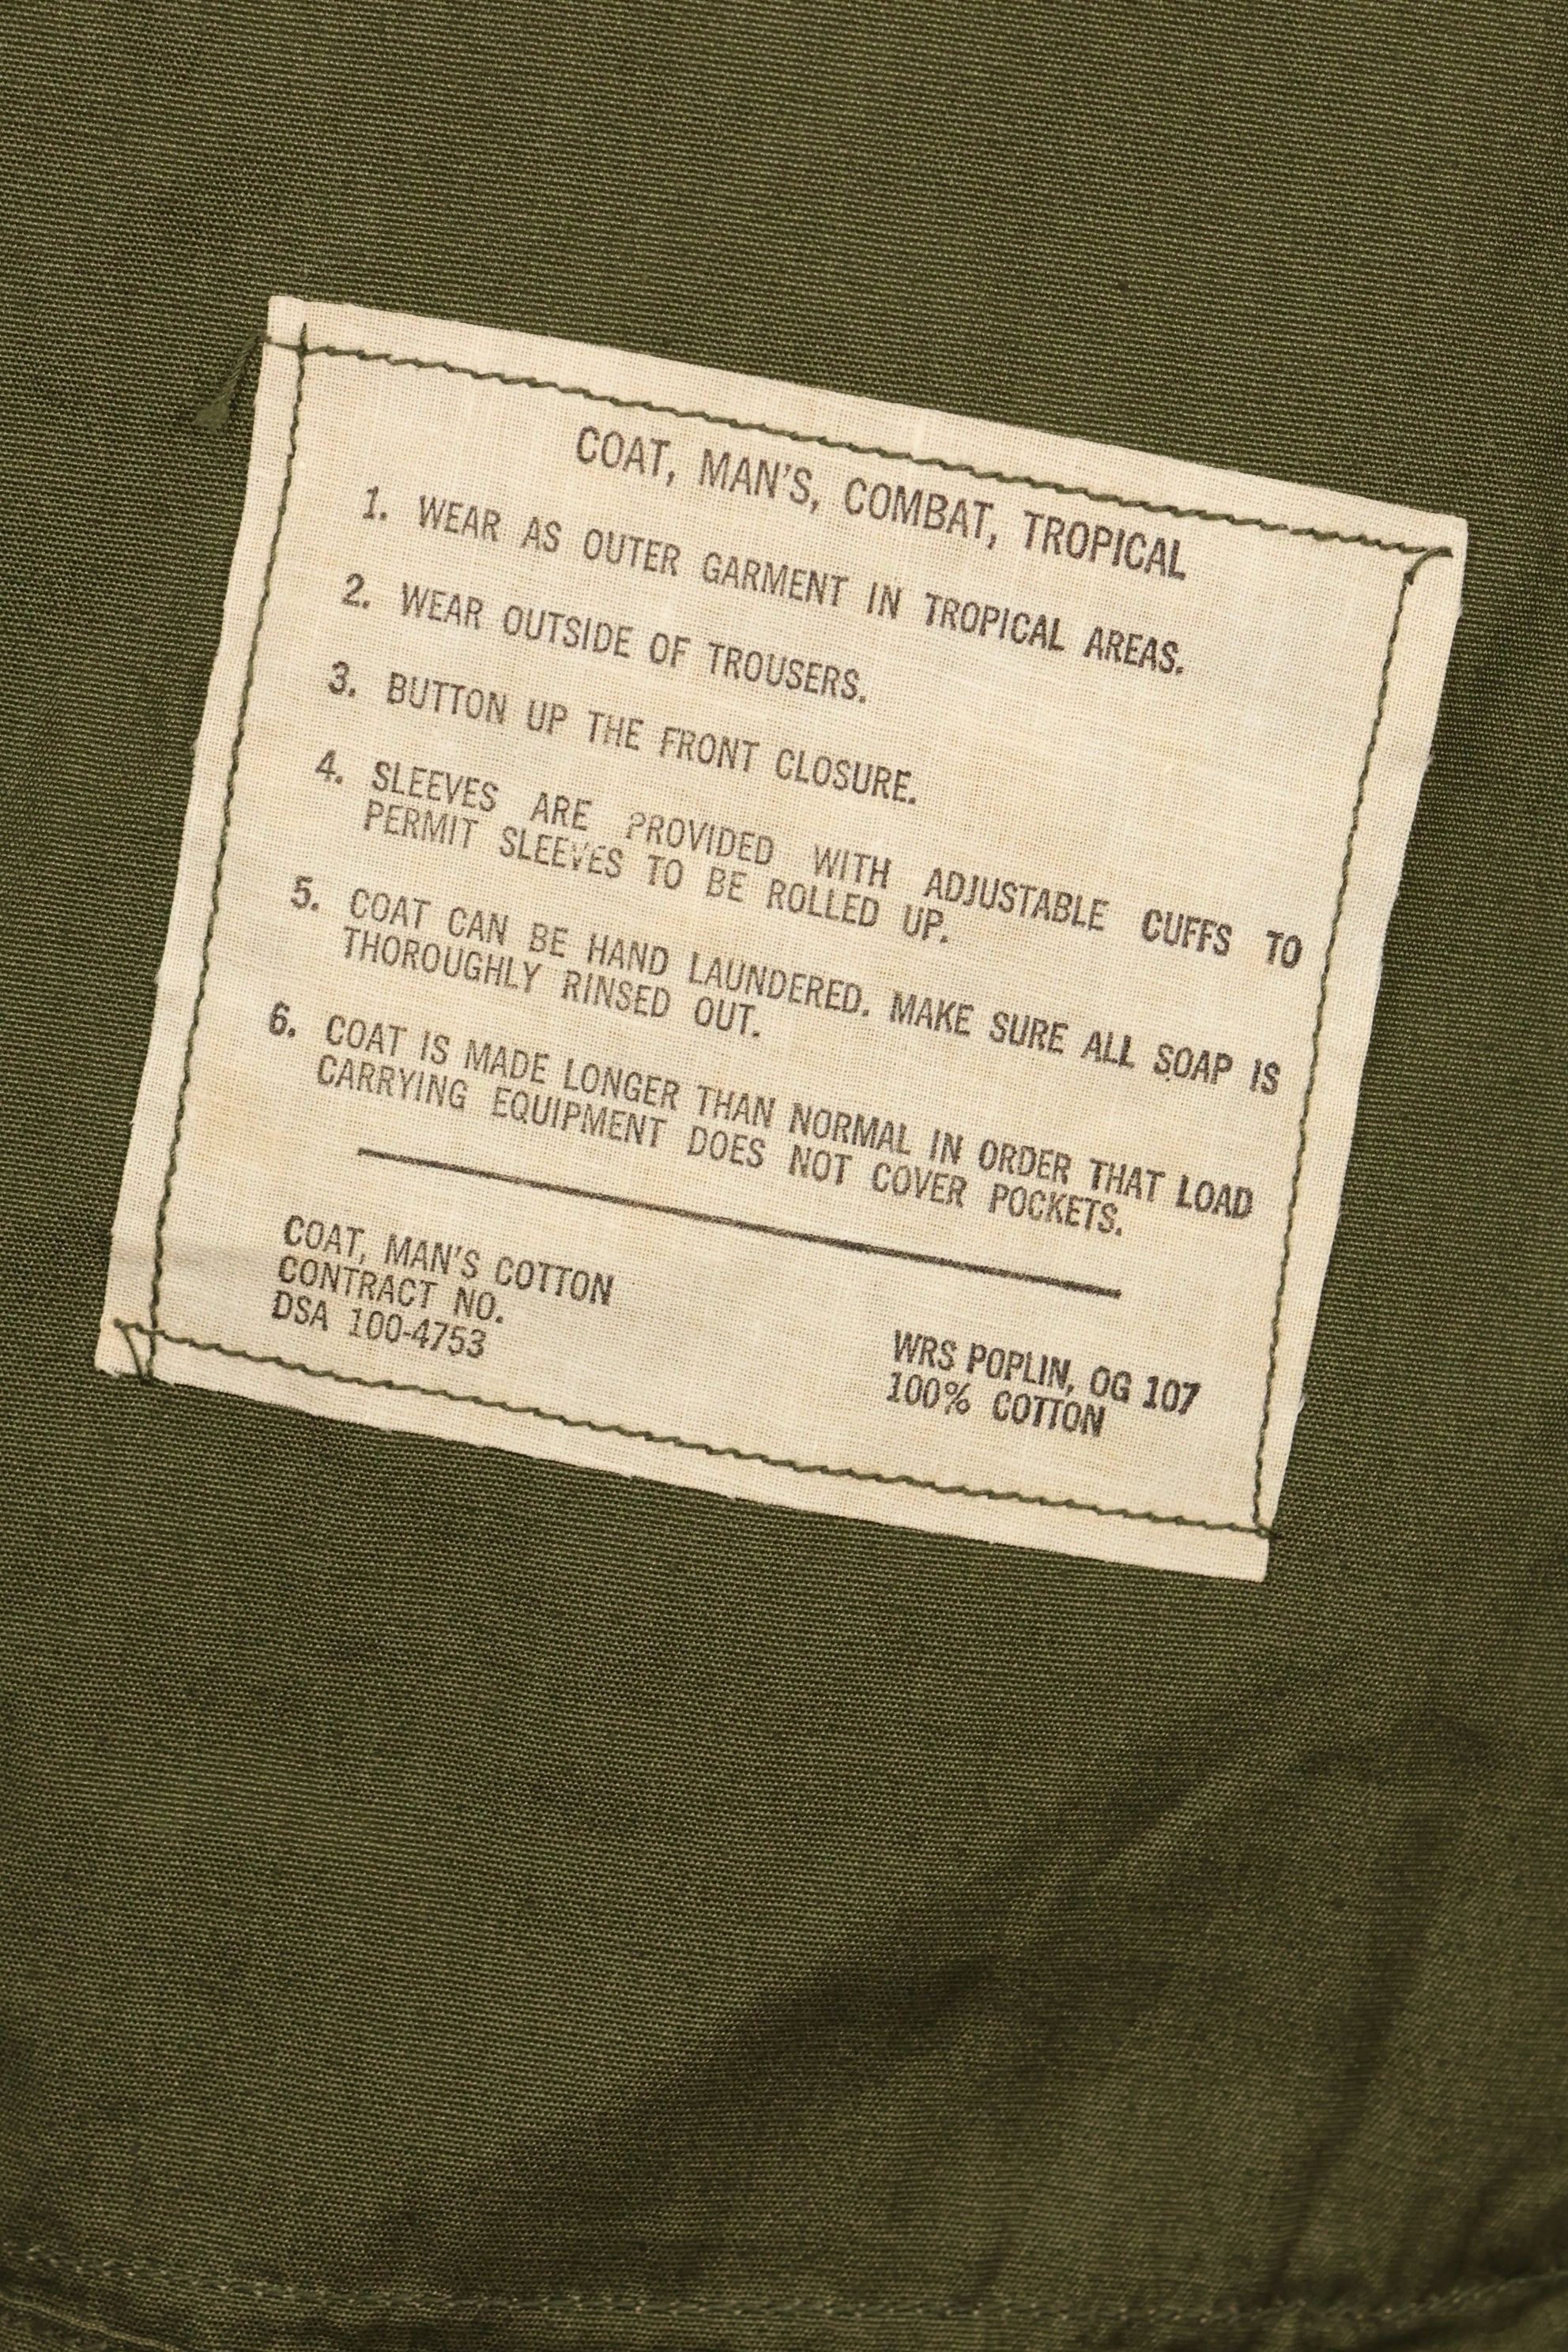 COAT, MAN'S, COMBAT, TROPICAL
1. WEAR AS OUTER GARMENT IN TROPICAL AREAS.
2. WEAR OUTSIDE OF TROUSERS.
3. BUTTON UP THE FRONT CLOSURE.
4. SLEEVES ARE PROVIDED WITH ADJUSTABLE CUFFS TO
PERMIT SLEEVES TO BE ROLLED UP.
5. COAT CAN BE HAND LAUNDERED. MAKE SURE ALL SOAP IS
THOROUGHLY RINSED OUT.
6. COAT IS MADE LONGER THAN NORMAL IN ORDER THAT LOAD
CARRYING EQUIPMENT DOES NOT COVER POCKETS.
COAT, MAN'S COTTON
CONTRACT NO.
DSA 100-4753
WRS POPLIN, OG 107
100% COTTON